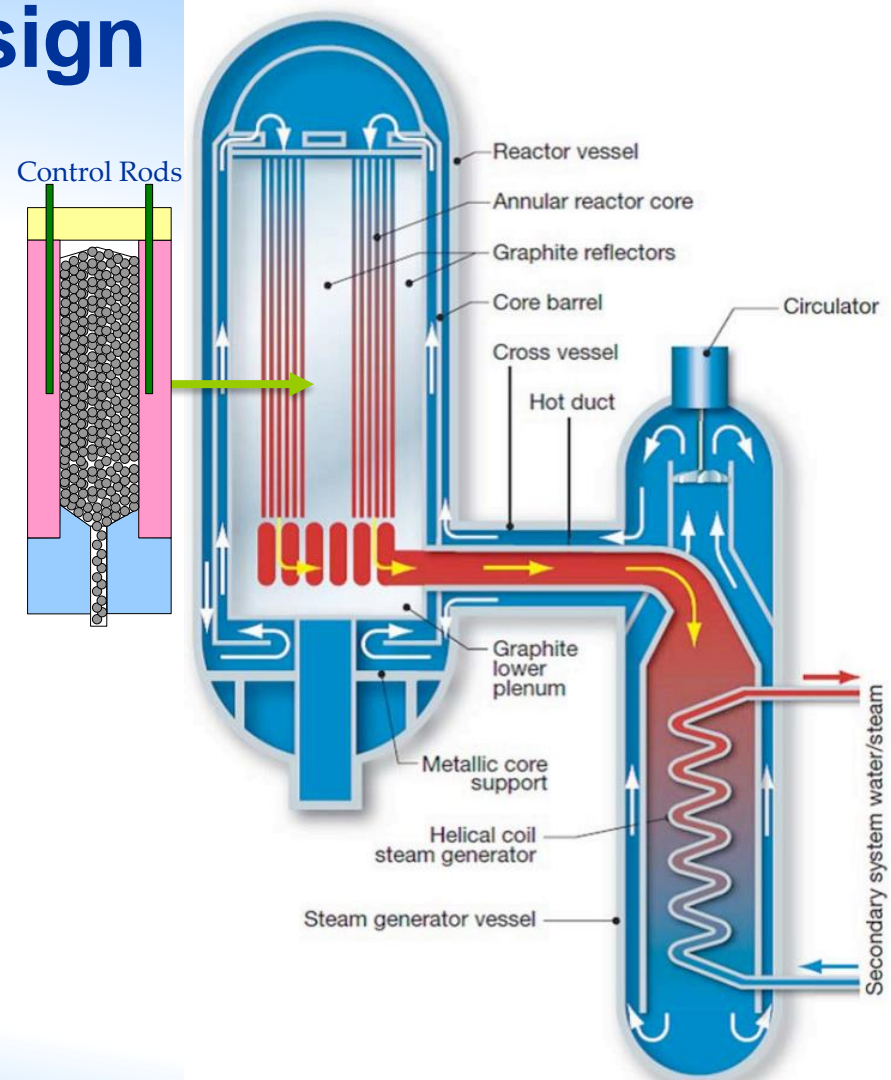 sign
Control Rods
Reactor vessel
Annular reactor core
Graphite reflectors
Core barrel
Cross vessel
Hot duct
Circulator
Graphite
lower
plenum
Metallic core
support
Helical coil
steam generator
Steam generator vessel
Secondary system water/steam